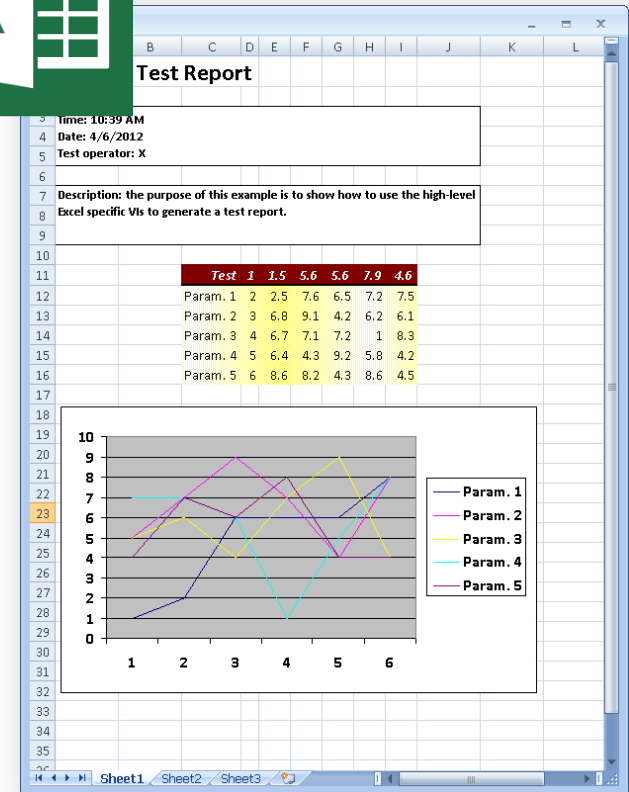 B C D E F G H I J K L
Test Report
3 Time: 10:39 AM
4 Date: 4/6/2012
5 Test operator: X
6
7 Description: the purpose of this example is to show how to use the high-level
8 Excel specific VIs to generate a test report.
9
10
11 Test 1 1.5 5.6 5.6 7.9 4.6
12 Param. 1 2 2.5 7.6 6.5 7.2 7.5
13 Param. 2 3 6.8 9.1 4.2 6.2 6.1
14 Param. 3 4 6.7 7.1 7.2 1 8.3
15 Param. 4 5 6.4 4.3 9.2 5.8 4.2
16 Param. 5 6 8.6 8.2 4.3 8.6 4.5
17
18
19
20
21
22
23
24
25
26
27
28
29
30
31
32
33
34
35
10
9
8
7
6
5
4
3
2
1
0
1 2 3 4 5 6
Param. 1
Param. 2
Param. 3
Param. 4
Param. 5
Sheet1 Sheet2 Sheet3